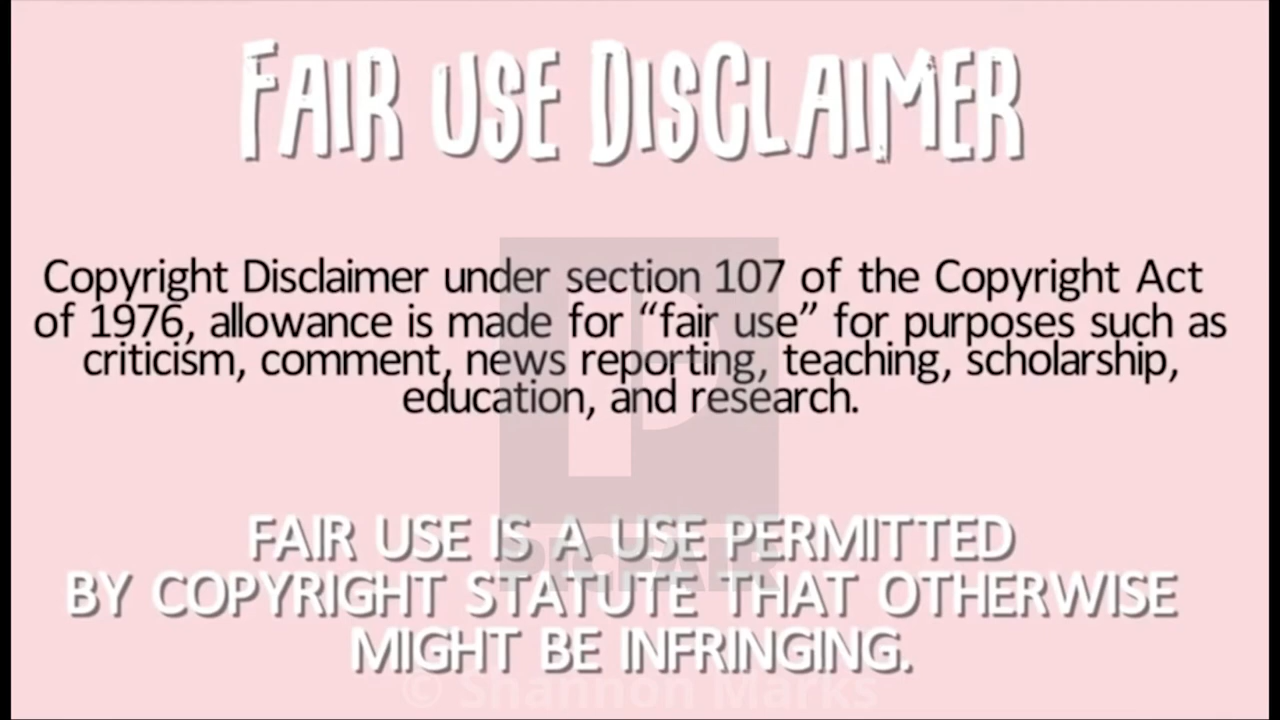 FAIR USE DISCLAIMER
Copyright Disclaimer under section 107 of the Copyright Act
of 1976, allowance is made for “fair use” for purposes such as
criticism, comment, news reporting, teaching, scholarship,
education, and research.
FAIR USE IS A USE PERMITTED
PICFAIR
BY COPYRIGHT STATUTE THAT OTHERWISE
MIGHT BE INFRINGING.
© Shannon Marks